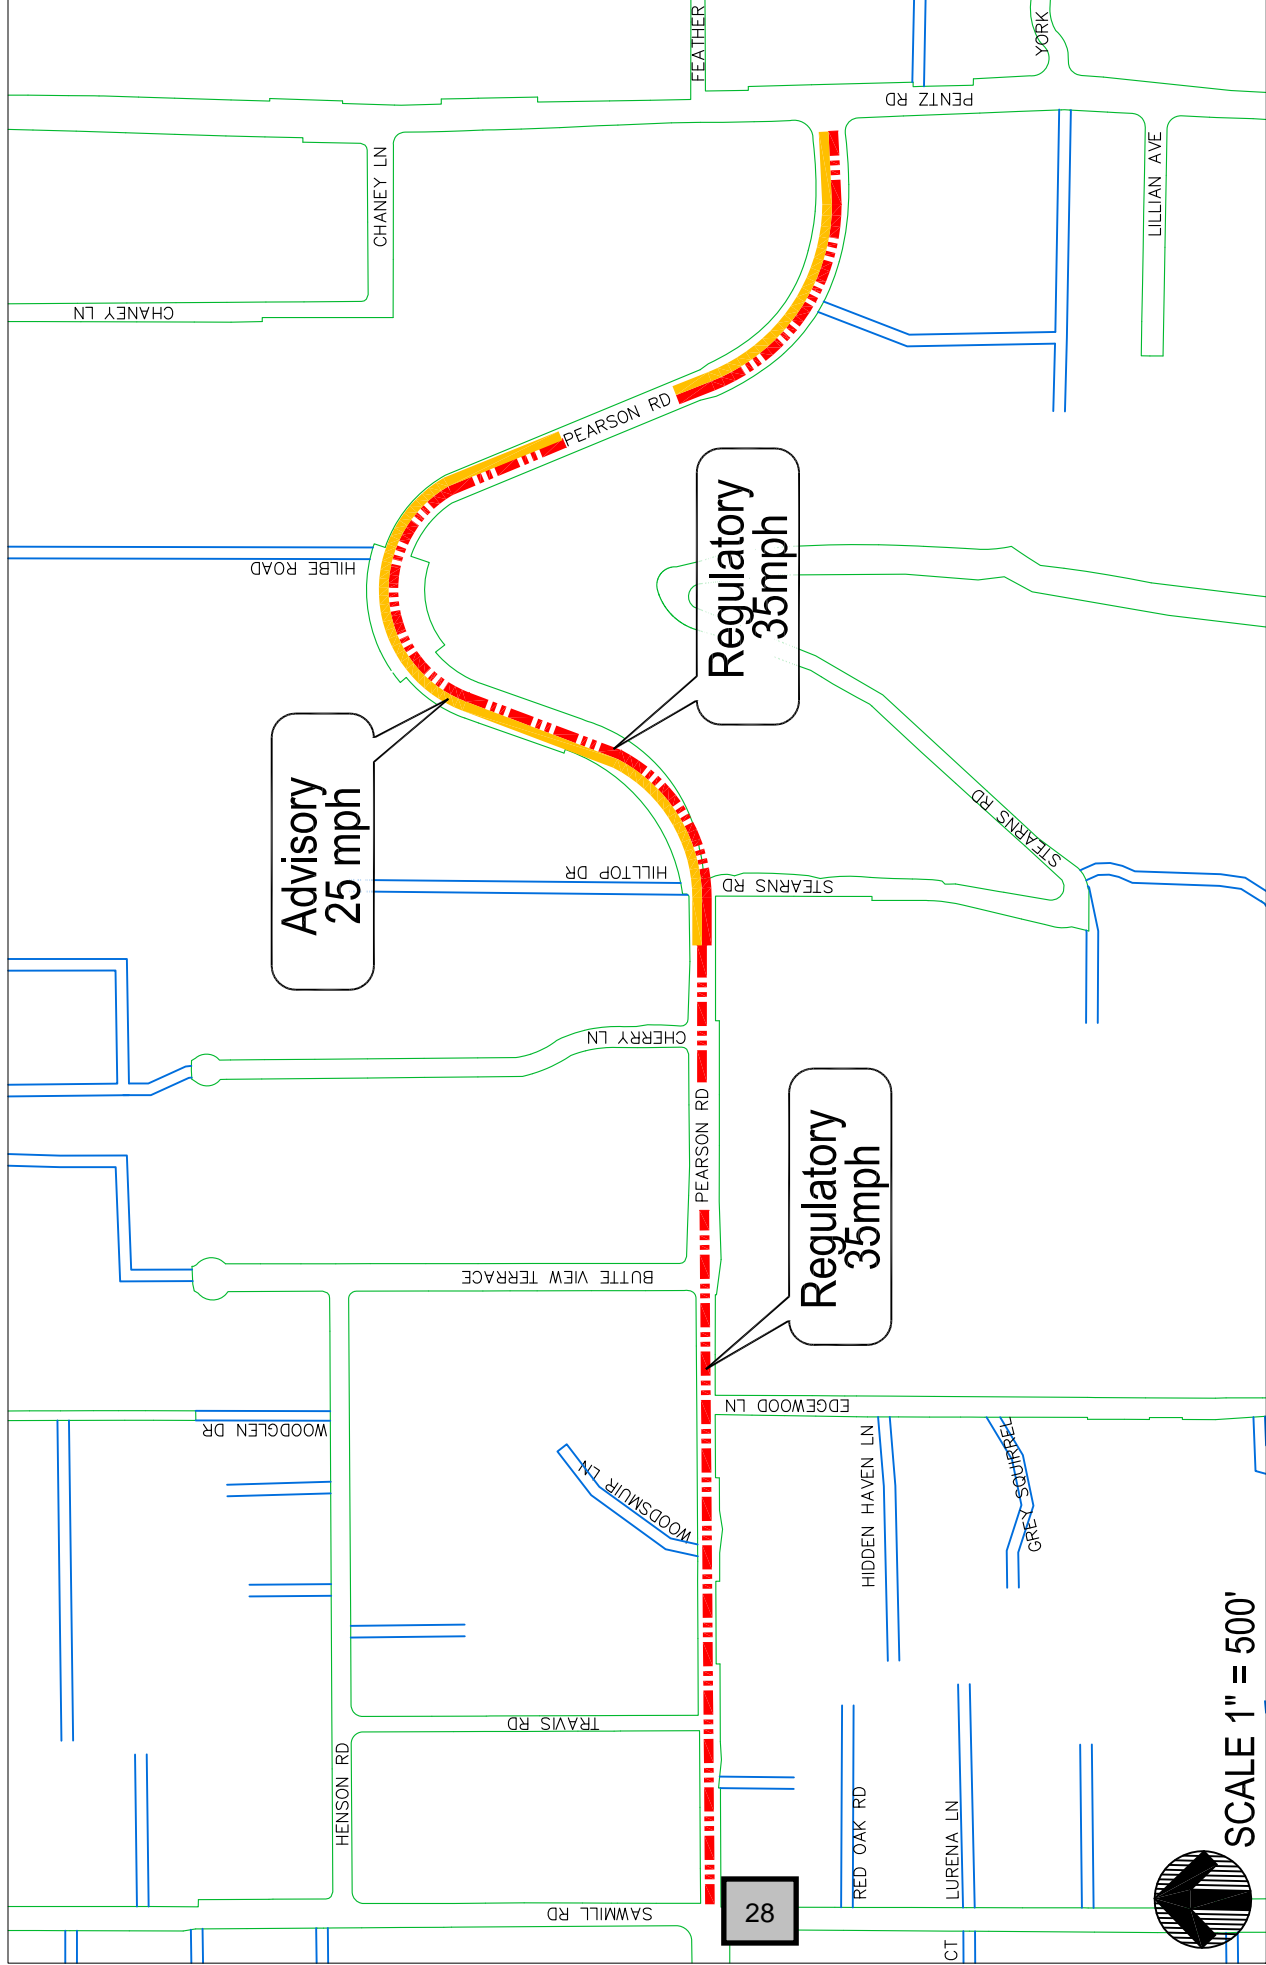 FEATHER
YORK
PENTZ RD
CHANEY LN
LILLIAN AVE
CHANEY LN
PEARSON RD
HILBE ROAD
Regulatory
35mph
Advisory
25 mph
STEARNS RD
HILLTOP DR
STEARNS RD
CHERRY LN
PEARSON RD
Regulatory
35mph
BUTTE VIEW TERRACE
EDGEWOOD LN
WOODGLEN DR
WOODSMUIR LN
HIDDEN HAVEN LN
GREY SQUIRREL
TRAVIS RD
HENSON RD
RED OAK RD
LURENA LN
SCALE 1" = 500'
SAWMILL RD
28
CT